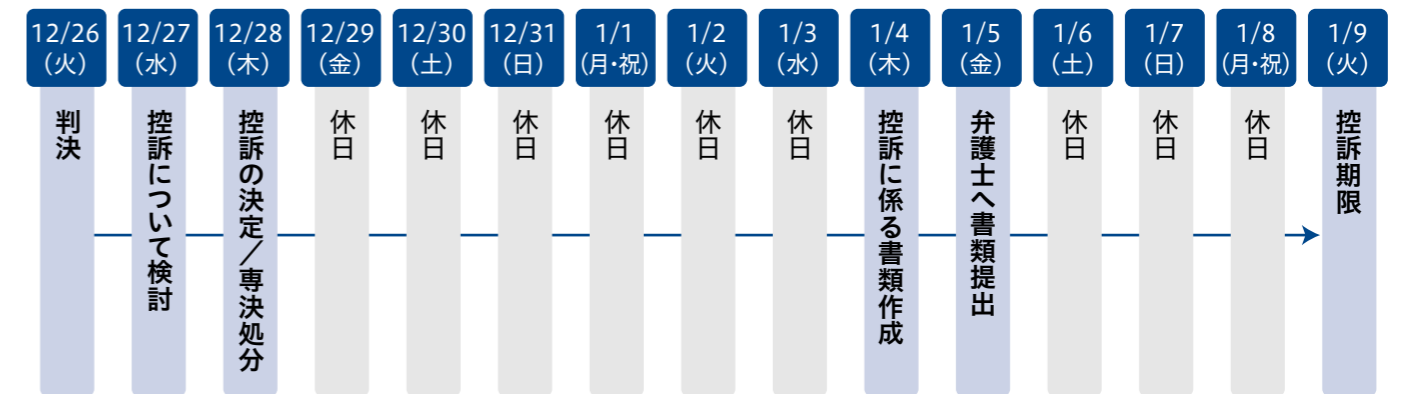 12/26
（火）
判決
12/27
（水）
控訴について検討
12/28
（木）
控訴の決定／専決処分
12/29
（金）
休日
12/30
（土）
休日
12/31
（日）
休日
1/1
（月・祝）
休日
1/2
（火）
休日
1/3
（水）
休日
1/4
（木）
控訴に係る書類作成
1/5
（金）
弁護士へ書類提出
1/6
（土）
休日
1/7
（日）
休日
1/8
（月・祝）
休日
1/9
（火）
控訴期限